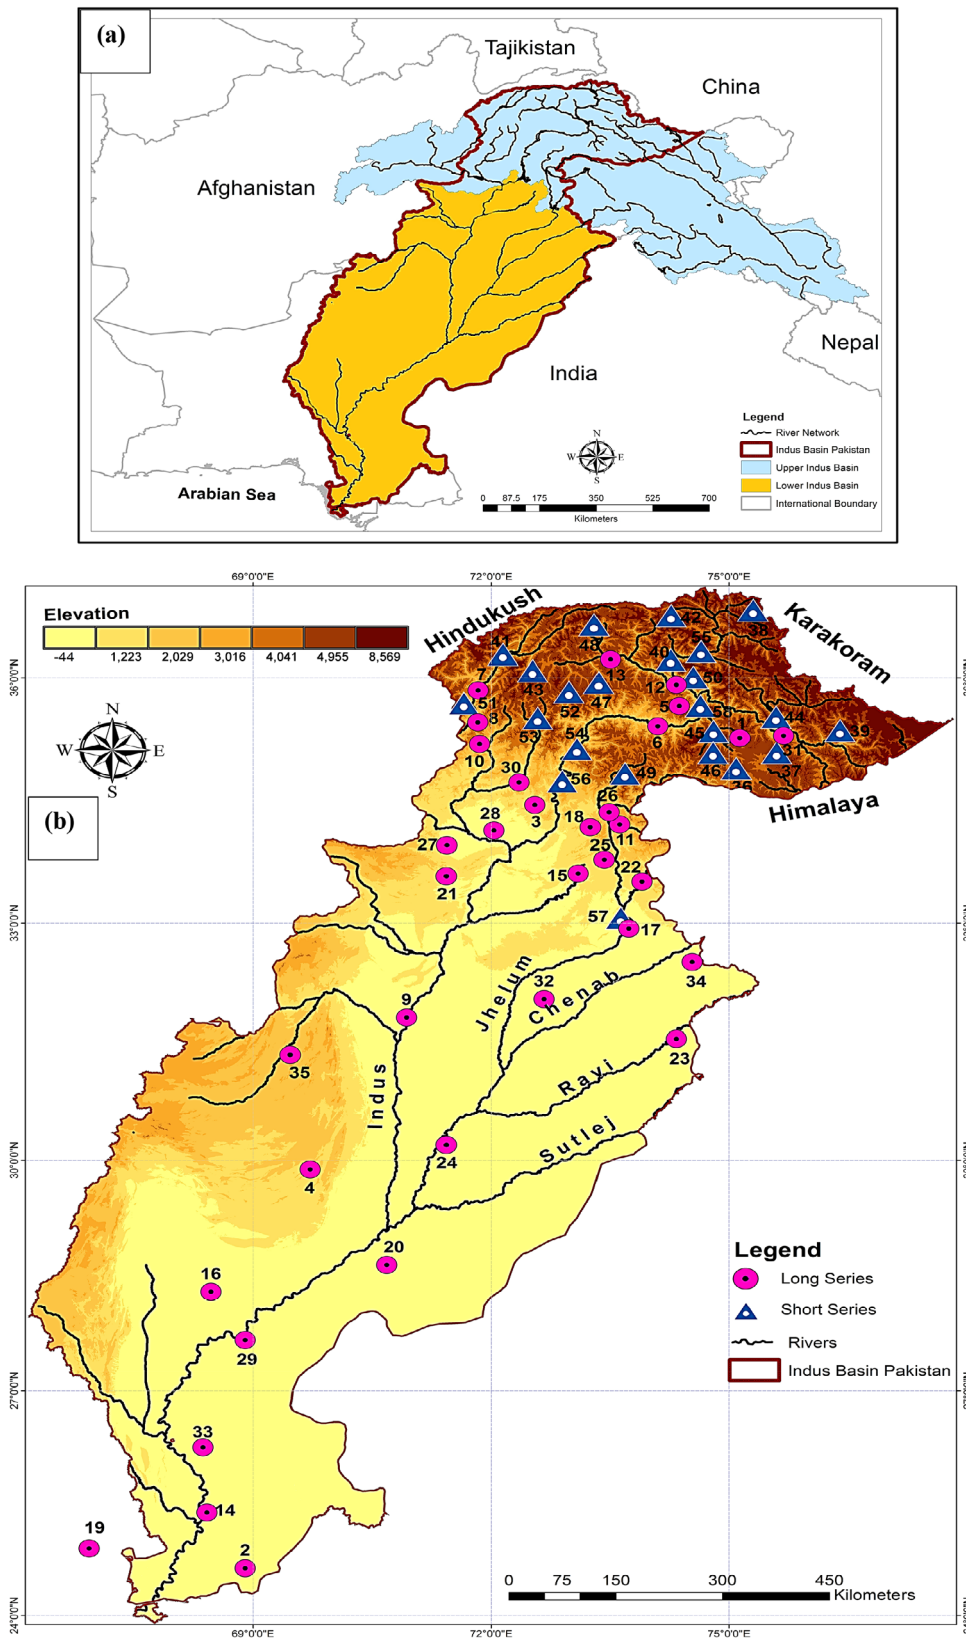 (a)
Tajikistan
China
Afghanistan
Nepal
India
Arabian Sea
N
W E
S
0 87.5 175 350 525 700
Kilometers
Legend
River Network
Indus Basin Pakistan
Upper Indus Basin
Lower Indus Basin
International Boundary
69°0'0"E 72°0'0"E 75°0'0"E
Elevation
-44 1,223 2,029 3,016 4,041 4,955 8,569
Hindukush
Karakoram
Himalaya
N
W E
S
(b)
36°0'0"N
33°0'0"N
30°0'0"N
27°0'0"N
24°0'0"N
41
48
42
38
55
40
13
7
43
12
50
47
51
52
5
58
44
8
53
6
45
1
39
31
10
54
46
37
30
56
49
3
26
28
18
11
27
25
15
22
21
57
17
34
32
9
23
35
24
4
20
16
29
33
14
19
2
Jhelum
Chenab
Ravi
Sutlej
Indus
Legend
Long Series
Short Series
Rivers
Indus Basin Pakistan
0 75 150 300 450
Kilometers
69°0'0"E 72°0'0"E 75°0'0"E